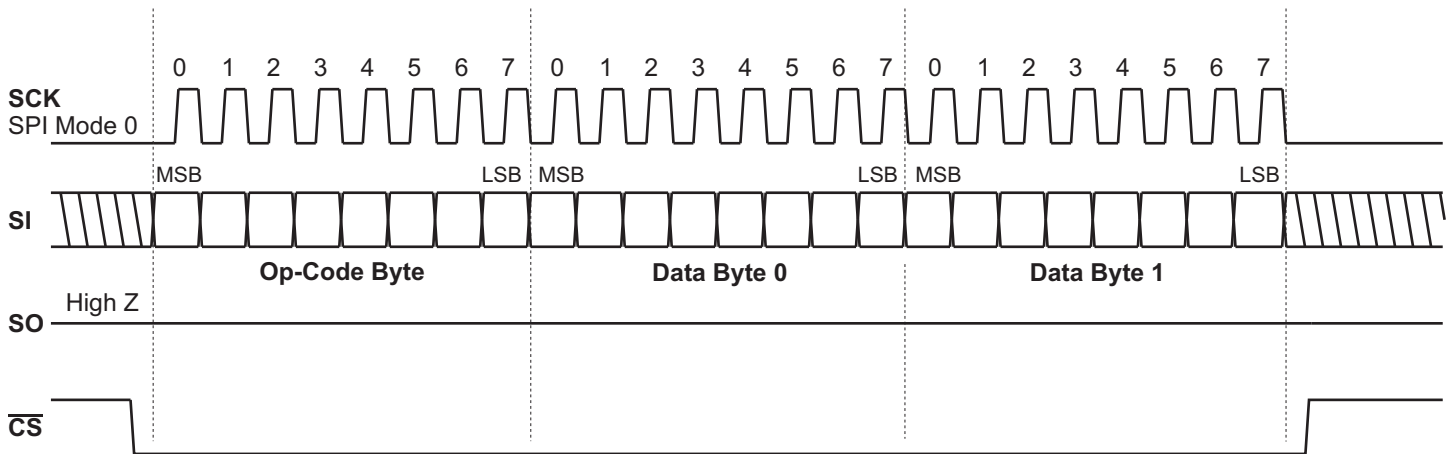 0 1 2 3 4 5 6 7 0 1 2 3 4 5 6 7 0 1 2 3 4 5 6 7
SCK
SPI Mode 0
MSB LSB MSB LSB MSB LSB
SI
Op-Code Byte Data Byte 0 Data Byte 1
High Z
SO
CS